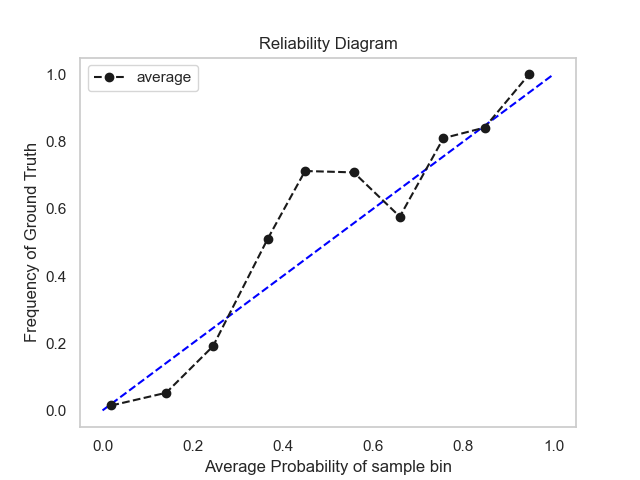 Reliability Diagram
average
Frequency of Ground Truth
1.0
0.8
0.6
0.4
0.2
0.0
0.0 0.2 0.4 0.6 0.8 1.0
Average Probability of sample bin